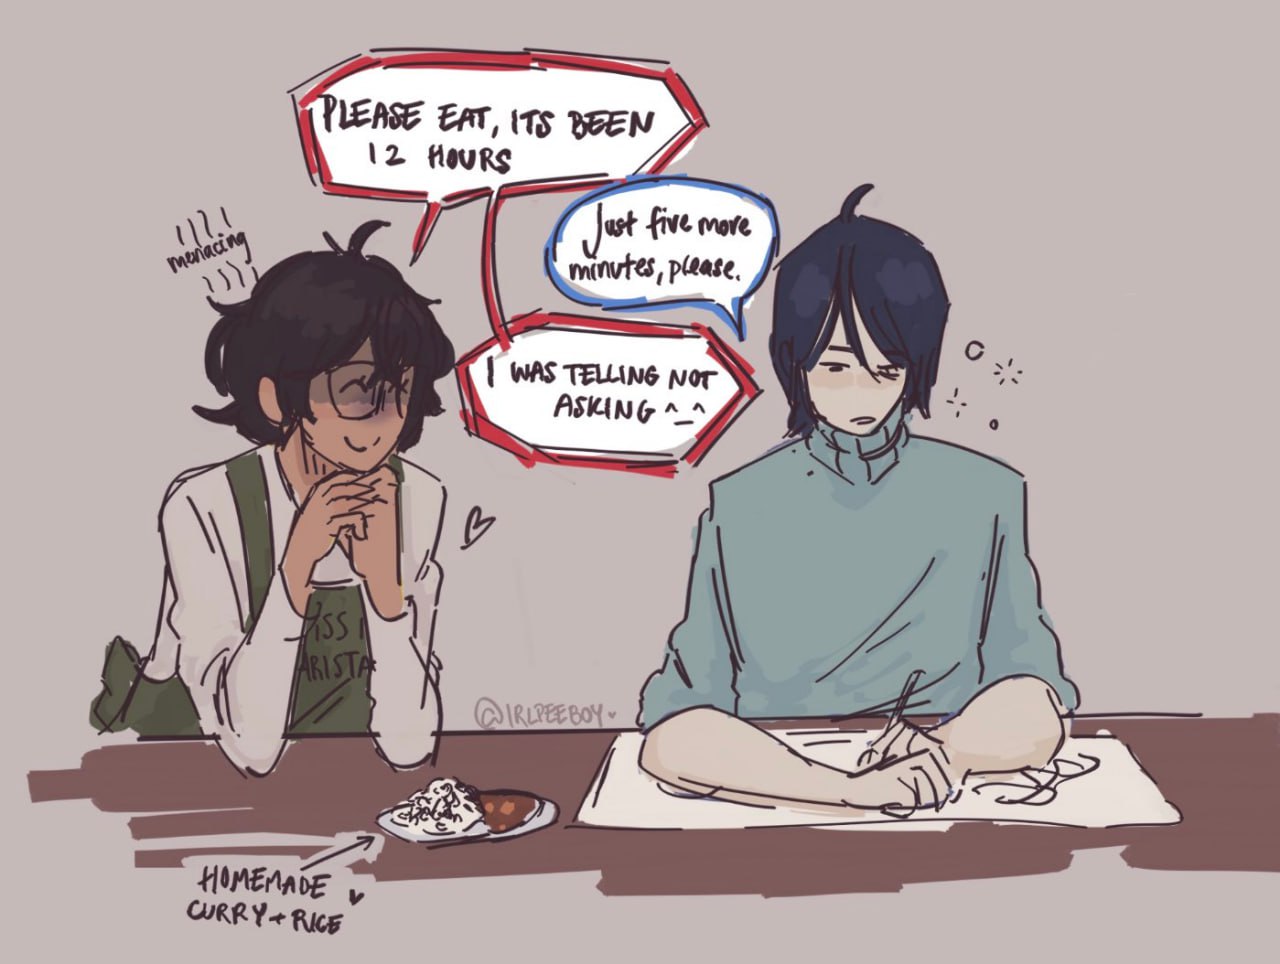 PLEASE EAT, ITS BEEN
12 HOURS
Just five more
minutes, please.
I WAS TELLING NOT
ASKING ^_^
menacing
ISS
ARISTA
@IRLPEEBOY
HOMEMADE
CURRY + RICE